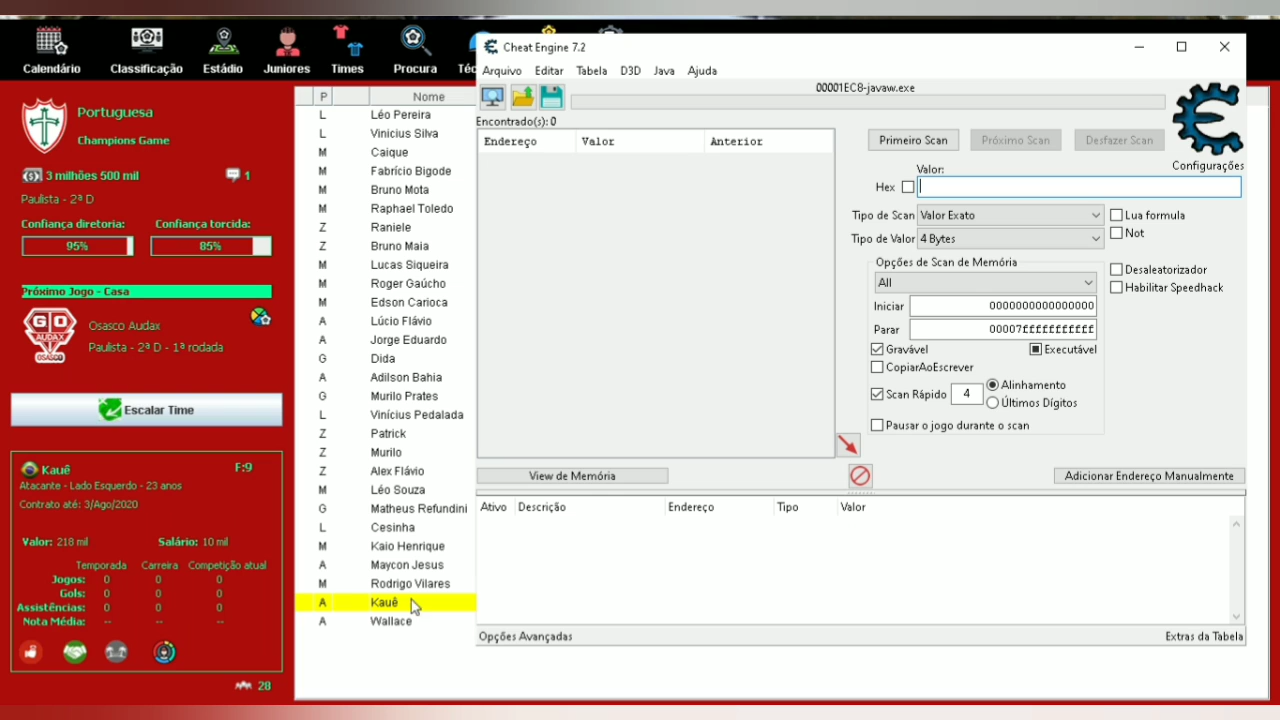 Calendário
Classificação
Estádio
Juniores
Times
Procura
Téc
Portuguesa
Champions Game
3 milhões 500 mil
1
Paulista - 2ª D
Confiança diretoria:
Confiança torcida:
95%
85%
Próximo Jogo - Casa
GO
AUDAX
OSASCO
Osasco Audax
Paulista - 2ª D - 1ª rodada
Escalar Time
Kauê
F:9
Atacante - Lado Esquerdo - 23 anos
Contrato até: 3/Ago/2020
Valor: 218 mil
Salário: 10 mil
Temporada Carreira Competição atual
Jogos: 0 0 0
Gols: 0 0 0
Assistências: 0 0 0
Nota Média: -- -- --
28
P Nome
L Léo Pereira
L Vinicius Silva
M Caique
M Fabrício Bigode
M Bruno Mota
M Raphael Toledo
Z Raniele
Z Bruno Maia
M Lucas Siqueira
M Roger Gaúcho
M Edson Carioca
A Lúcio Flávio
A Jorge Eduardo
G Dida
A Adilson Bahia
G Murilo Prates
L Vinícius Pedalada
Z Patrick
Z Murilo
Z Alex Flávio
M Léo Souza
G Matheus Refundini
L Cesinha
M Kaio Henrique
A Maycon Jesus
M Rodrigo Vilares
A Kauê
A Wallace
Cheat Engine 7.2
Arquivo Editar Tabela D3D Java Ajuda
00001EC8-javaw.exe
Encontrado(s): 0
Endereço Valor Anterior
Primeiro Scan
Próximo Scan
Desfazer Scan
Configurações
Valor:
Hex
Tipo de Scan Valor Exato
Lua formula
Tipo de Valor 4 Bytes
Not
Opções de Scan de Memória
All
Desaleatorizador
Habilitar Speedhack
Iniciar 0000000000000000
Parar 00007fffffffffff
Gravável
Executável
CopiarAoEscrever
Scan Rápido 4
Alinhamento
Últimos Dígitos
Pausar o jogo durante o scan
View de Memória
Adicionar Endereço Manualmente
Ativo Descrição Endereço Tipo Valor
Opções Avançadas
Extras da Tabela